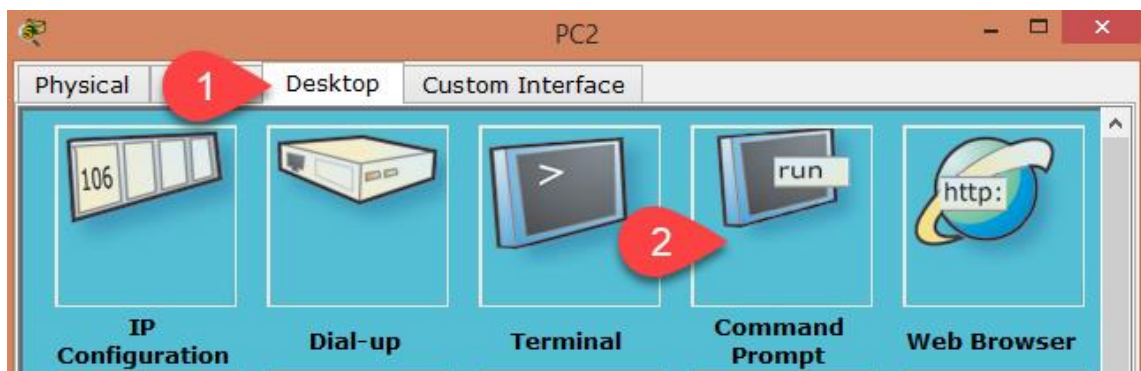 PC2
Physical
Desktop
Custom Interface
1
106
>
run
http:
2
IP
Configuration
Dial-up
Terminal
Command
Prompt
Web Browser